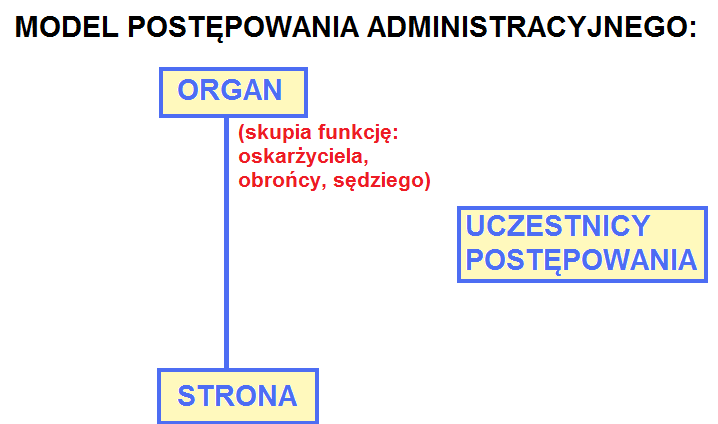 MODEL POSTĘPOWANIA ADMINISTRACYJNEGO:
ORGAN
(skupia funkcję:
oskarżyciela,
obrońcy, sędziego)
UCZESTNICY
POSTĘPOWANIA
STRONA